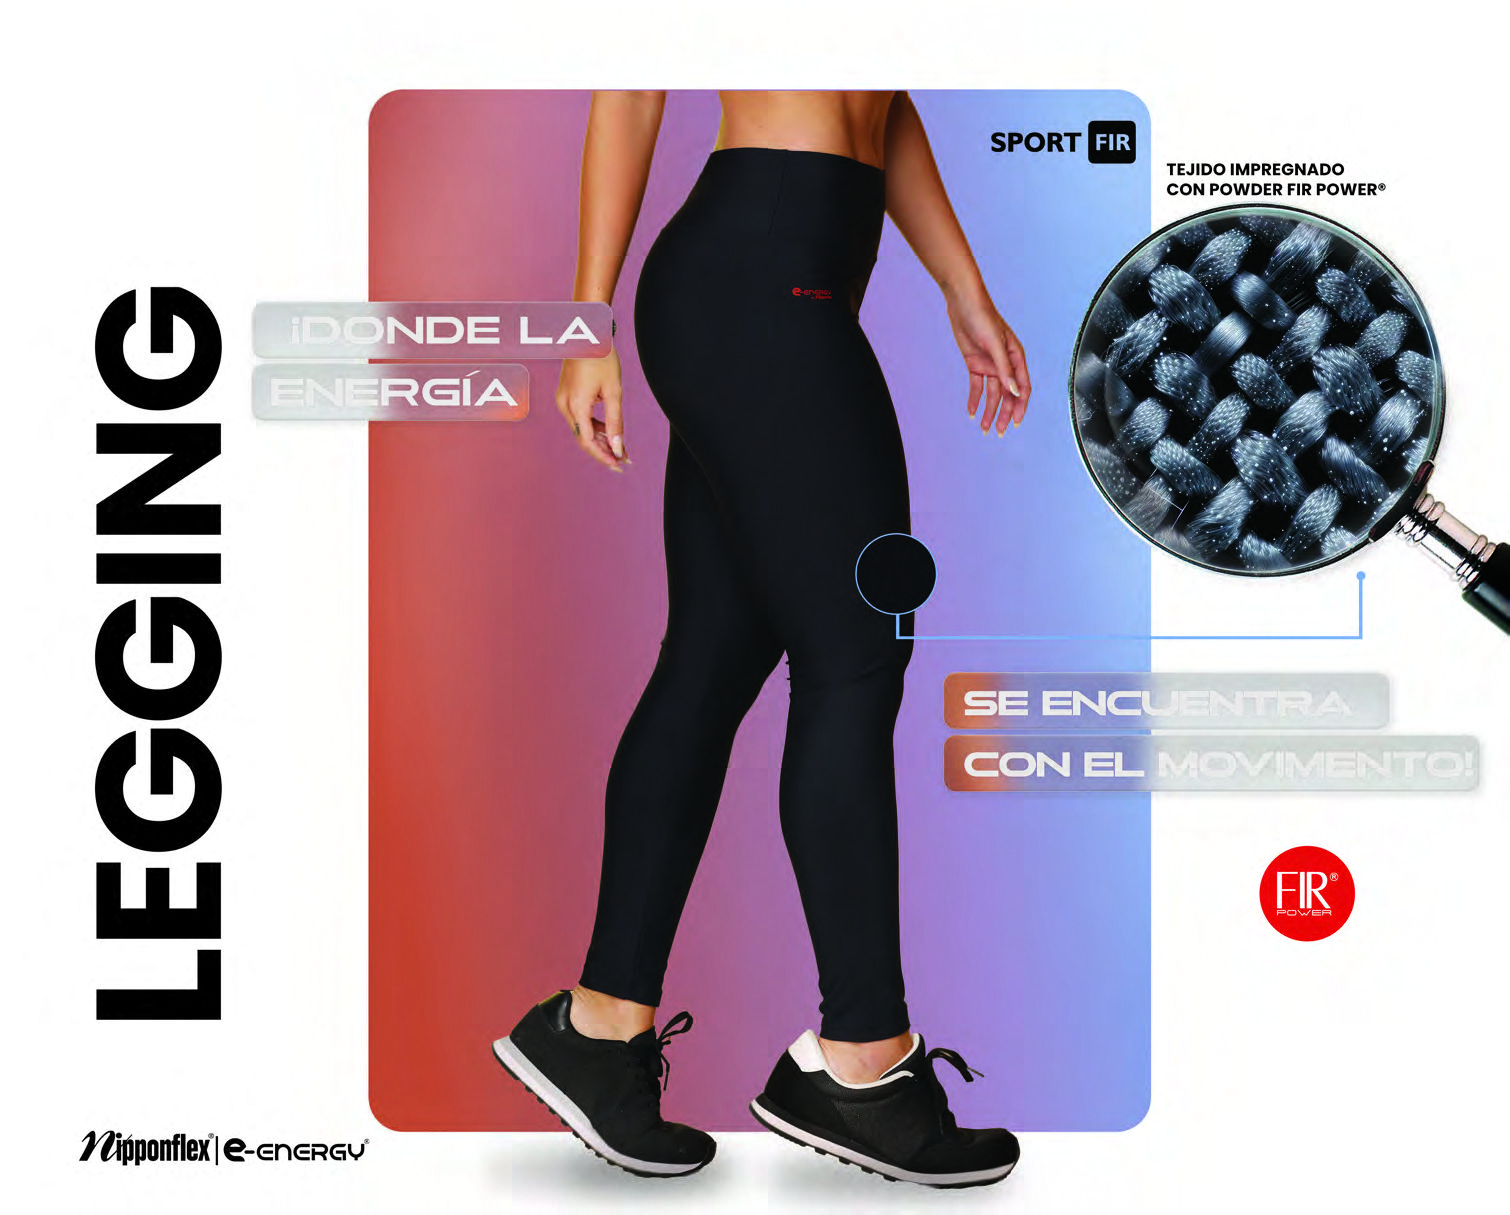 LEGGING
¡DONDE LA
ENERGÍA
SPORT FIR
TEJIDO IMPREGNADO
CON POWDER FIR POWER®
e-ENERGY
SE ENCUENTRA
CON EL MOVIMENTO!
FIR®
POWER
Nipponflex® | e-ENERGY®